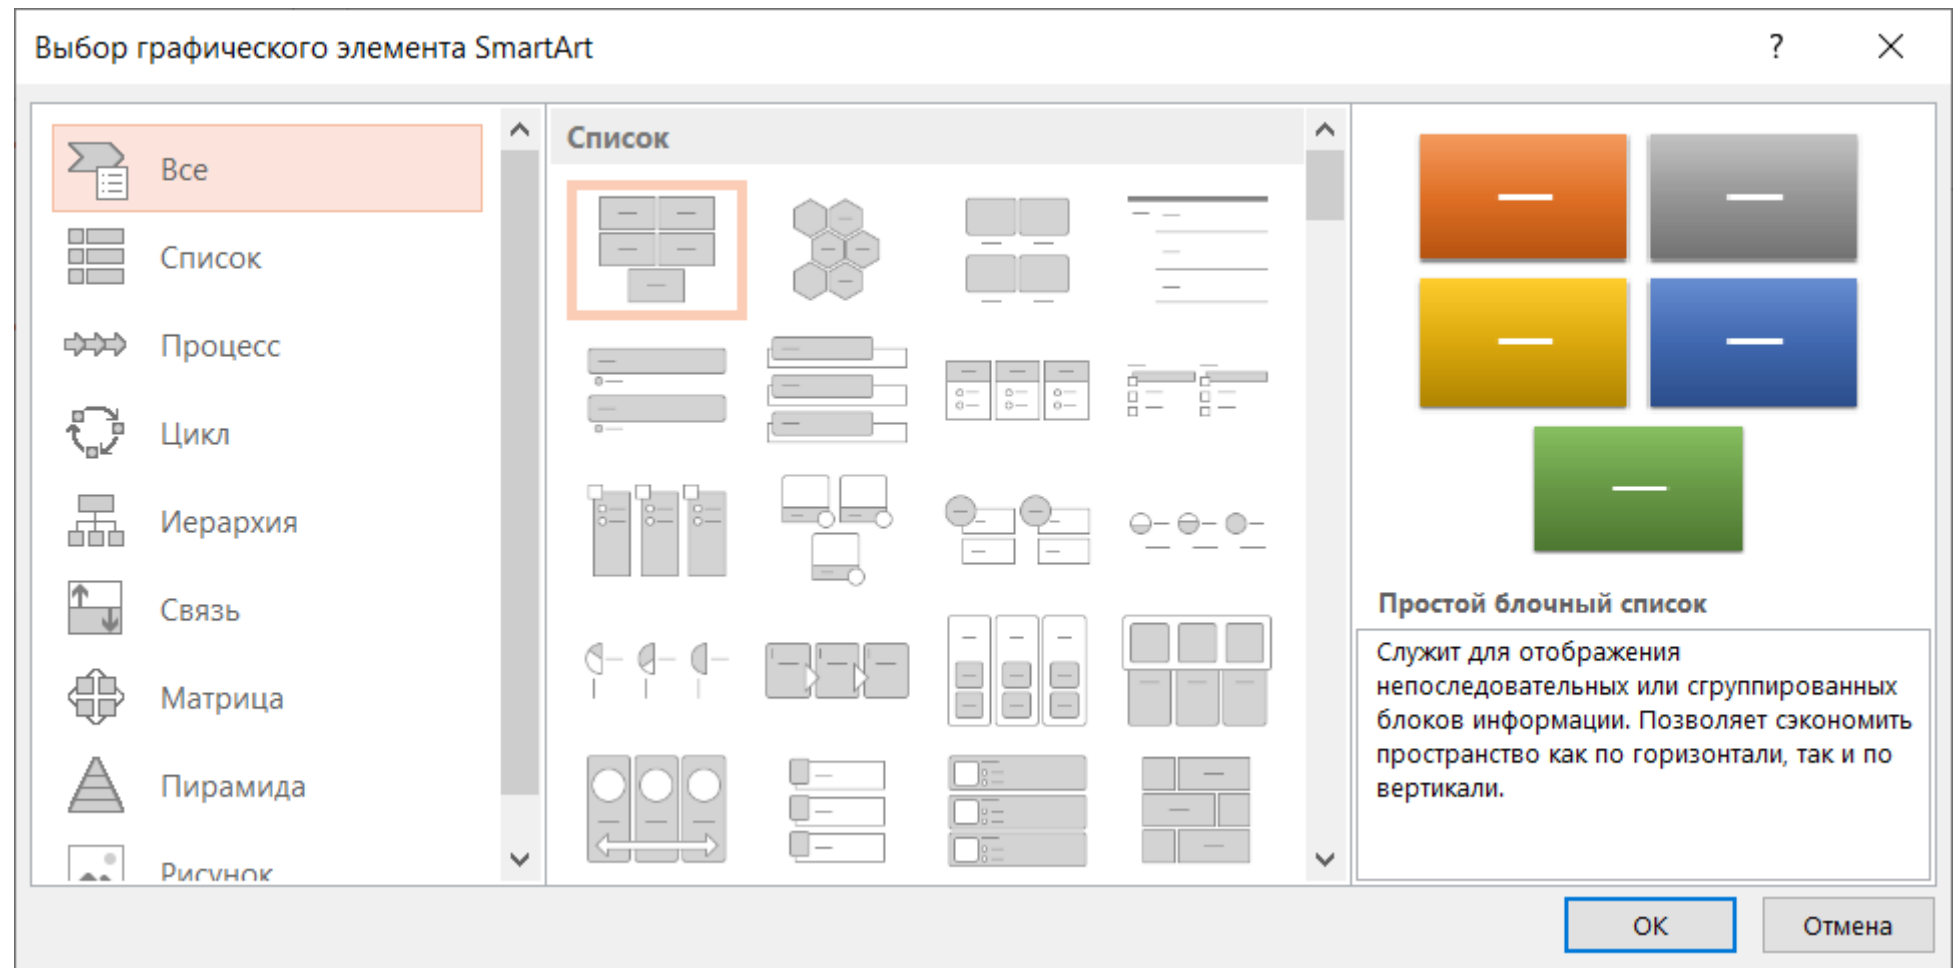 Выбор графического элемента SmartArt
?
Все
Список
Процесс
Цикл
Иерархия
Связь
Матрица
Пирамида
Рисунок
Список
Простой блочный список
Служит для отображения
непоследовательных или сгруппированных
блоков информации. Позволяет сэкономить
пространство как по горизонтали, так и по
вертикали.
ОК
Отмена